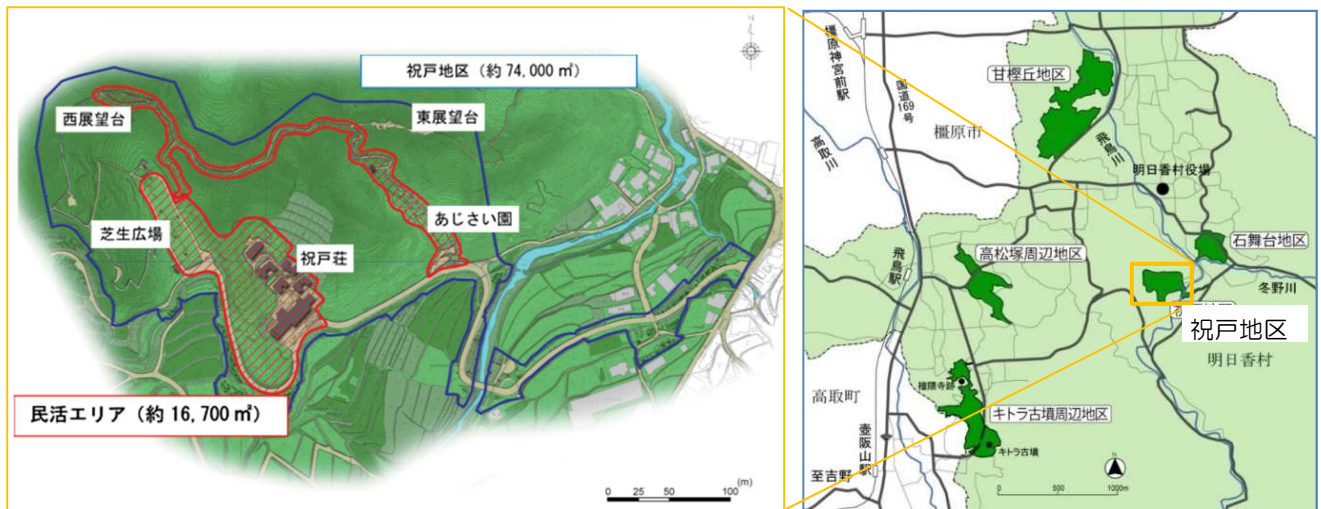 祝戸地区（約 74,000 ㎡）
西展望台
東展望台
あじさい園
芝生広場
祝戸荘
民活エリア（約 16,700 ㎡）
0 25 50 100 (m)
橿原神宮前駅
国道169号
甘樫丘地区
橿原市
飛鳥川
高取川
明日香村役場
石舞台地区
高松塚周辺地区
飛鳥駅
冬野川
祝戸地区
明日香村
檜隈寺跡
高取町
キトラ古墳周辺地区
キトラ古墳
壺阪山駅
至吉野
0 500 1000m